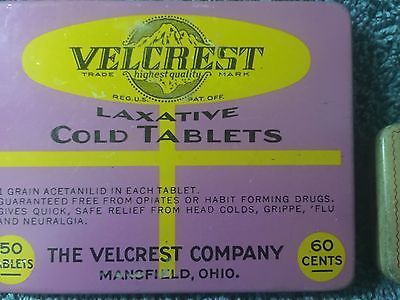 VELCREST
TRADE MARK
highest quality
REG. U.S. PAT. OFF.
LAXATIVE
COLD TABLETS
1 GRAIN ACETANILID IN EACH TABLET.
GUARANTEED FREE FROM OPIATES OR HABIT FORMING DRUGS.
GIVES QUICK, SAFE RELIEF FROM HEAD COLDS, GRIPPE, 'FLU
AND NEURALGIA.
50
TABLETS
THE VELCREST COMPANY
MANSFIELD, OHIO.
60
CENTS